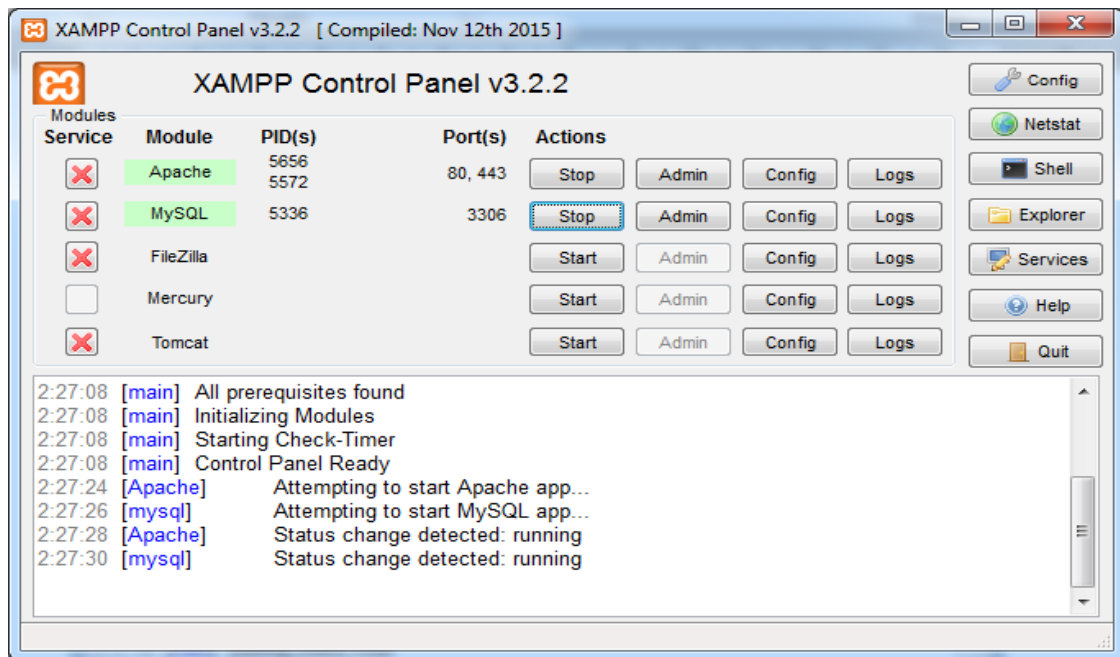 XAMPP Control Panel v3.2.2 [ Compiled: Nov 12th 2015 ]
XAMPP Control Panel v3.2.2
Config
Modules
Service Module PID(s) Port(s) Actions
Netstat
Apache 5656 5572 80, 443 Stop Admin Config Logs
Shell
MySQL 5336 3306 Stop Admin Config Logs
Explorer
FileZilla Start Admin Config Logs
Services
Mercury Start Admin Config Logs
Help
Tomcat Start Admin Config Logs
Quit
2:27:08 [main] All prerequisites found
2:27:08 [main] Initializing Modules
2:27:08 [main] Starting Check-Timer
2:27:08 [main] Control Panel Ready
2:27:24 [Apache] Attempting to start Apache app...
2:27:26 [mysql] Attempting to start MySQL app...
2:27:28 [Apache] Status change detected: running
2:27:30 [mysql] Status change detected: running